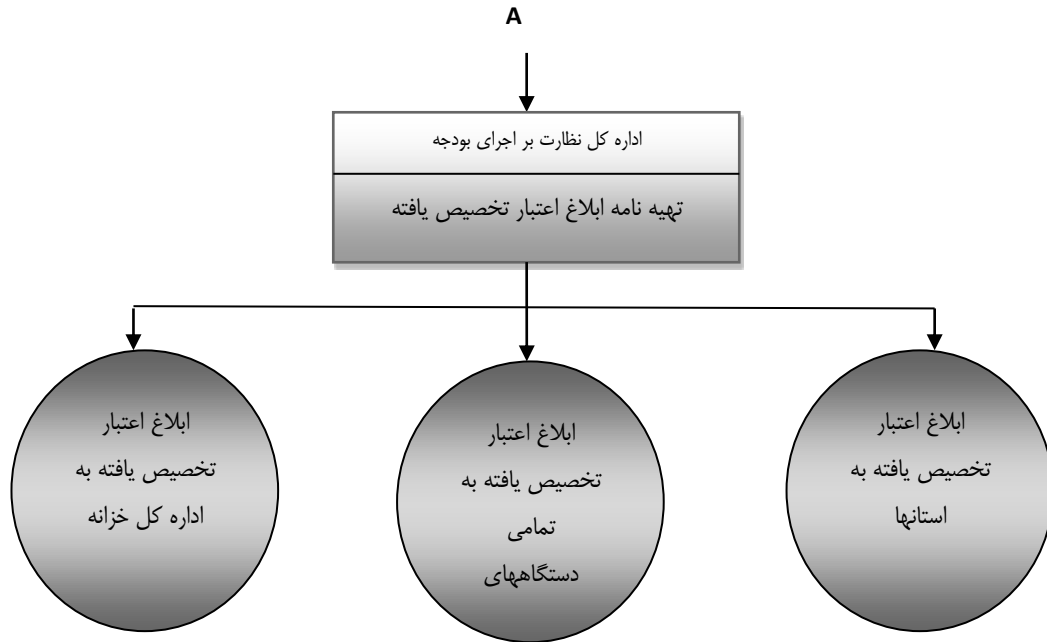 A
اداره کل نظارت بر اجرای بودجه
تهیه نامه ابلاغ اعتبار تخصیص یافته
ابلاغ اعتبار
تخصیص یافته به
استانها
ابلاغ اعتبار
تخصیص یافته به
تمامی
دستگاههای
ابلاغ اعتبار
تخصیص یافته به
اداره کل خزانه